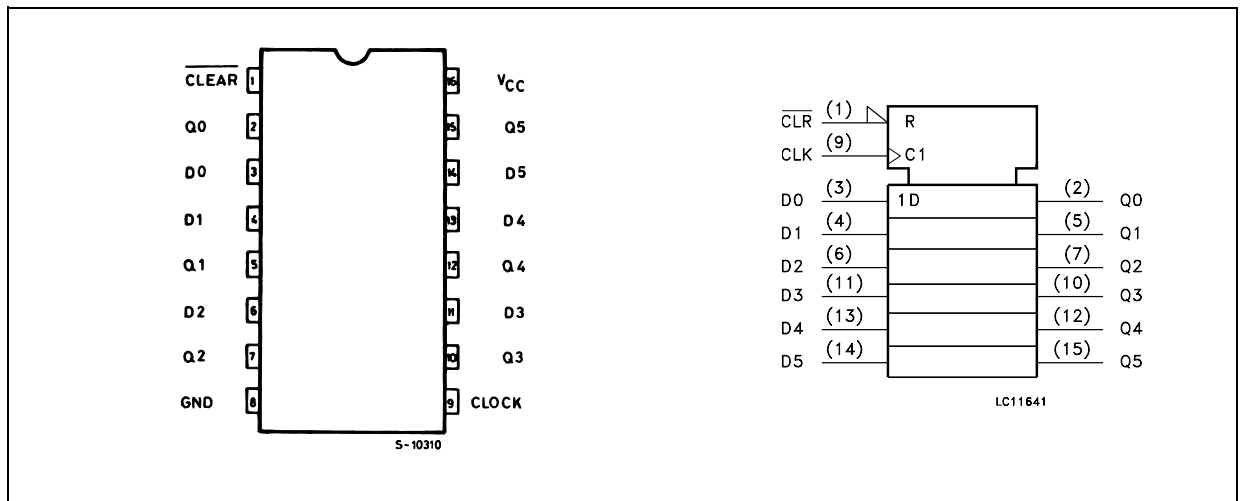 CLEAR 1 16 VCC
Q0 2 15 Q5
D0 3 14 D5
D1 4 13 D4
Q1 5 12 Q4
D2 6 11 D3
Q2 7 10 Q3
GND 8 9 CLOCK
S-10310
CLR (1) R
CLK (9) C1
D0 (3) 1D (2) Q0
D1 (4) (5) Q1
D2 (6) (7) Q2
D3 (11) (10) Q3
D4 (13) (12) Q4
D5 (14) (15) Q5
LC11641